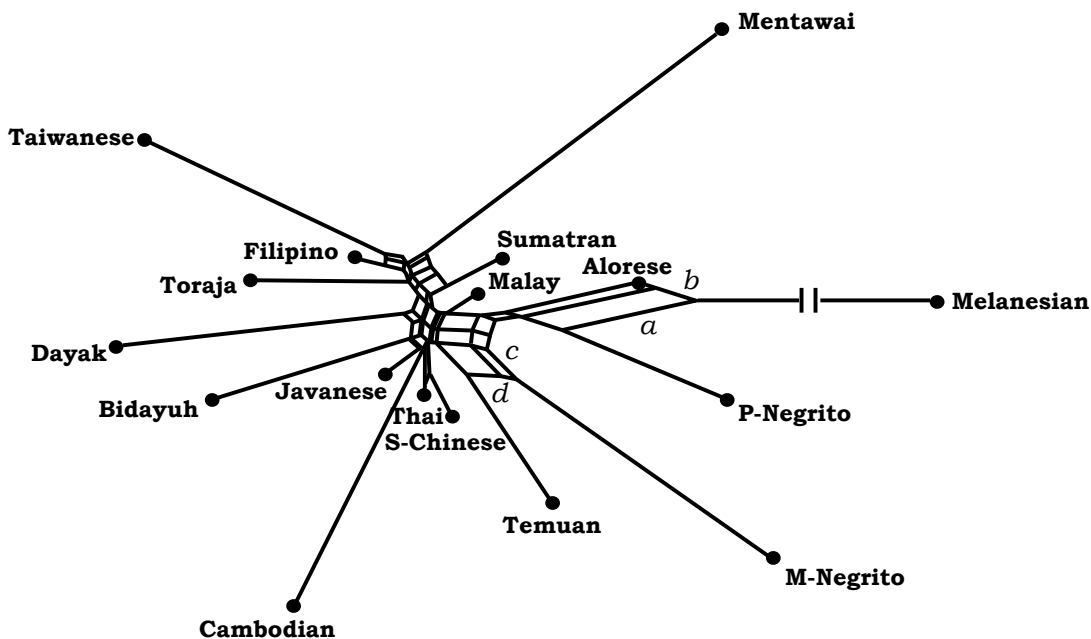 Mentawai
Taiwanese
Filipino
Sumatran
Toraja
Malay
Alorese
b
Melanesian
a
Dayak
c
Javanese
d
Bidayuh
Thai
P-Negrito
S-Chinese
Temuan
M-Negrito
Cambodian